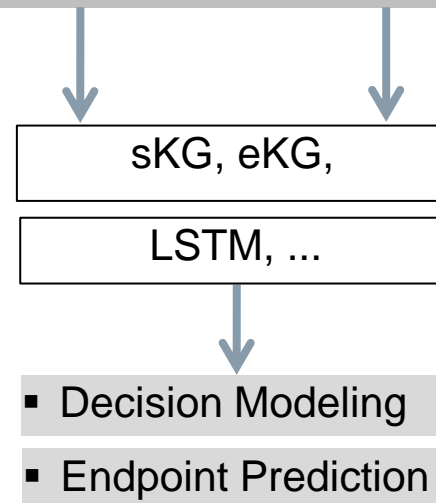 sKG, eKG,
LSTM, ...
▪ Decision Modeling
▪ Endpoint Prediction